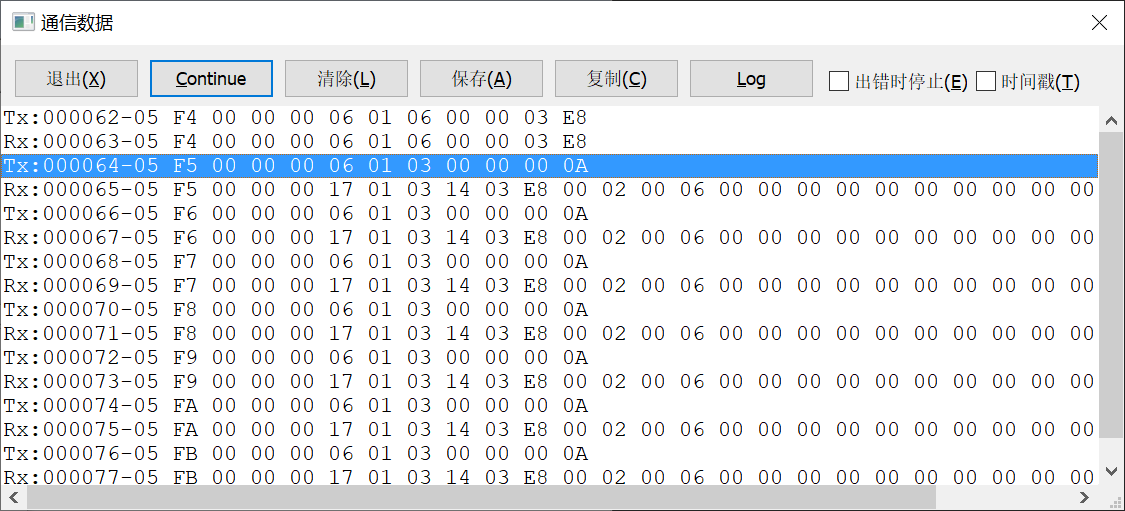 通信数据
退出(X) Continue 清除(L) 保存(A) 复制(C) Log 出错时停止(E) 时间戳(T)
Tx:000062-05 F4 00 00 00 06 01 06 00 00 03 E8
Rx:000063-05 F4 00 00 00 06 01 06 00 00 03 E8
Tx:000064-05 F5 00 00 00 06 01 03 00 00 00 0A
Rx:000065-05 F5 00 00 00 17 01 03 14 03 E8 00 02 00 06 00 00 00 00 00 00 00 00 00 00
Tx:000066-05 F6 00 00 00 06 01 03 00 00 00 0A
Rx:000067-05 F6 00 00 00 17 01 03 14 03 E8 00 02 00 06 00 00 00 00 00 00 00 00 00 00
Tx:000068-05 F7 00 00 00 06 01 03 00 00 00 0A
Rx:000069-05 F7 00 00 00 17 01 03 14 03 E8 00 02 00 06 00 00 00 00 00 00 00 00 00 00
Tx:000070-05 F8 00 00 00 06 01 03 00 00 00 0A
Rx:000071-05 F8 00 00 00 17 01 03 14 03 E8 00 02 00 06 00 00 00 00 00 00 00 00 00 00
Tx:000072-05 F9 00 00 00 06 01 03 00 00 00 0A
Rx:000073-05 F9 00 00 00 17 01 03 14 03 E8 00 02 00 06 00 00 00 00 00 00 00 00 00 00
Tx:000074-05 FA 00 00 00 06 01 03 00 00 00 0A
Rx:000075-05 FA 00 00 00 17 01 03 14 03 E8 00 02 00 06 00 00 00 00 00 00 00 00 00 00
Tx:000076-05 FB 00 00 00 06 01 03 00 00 00 0A
Rx:000077-05 FB 00 00 00 17 01 03 14 03 E8 00 02 00 06 00 00 00 00 00 00 00 00 00 00